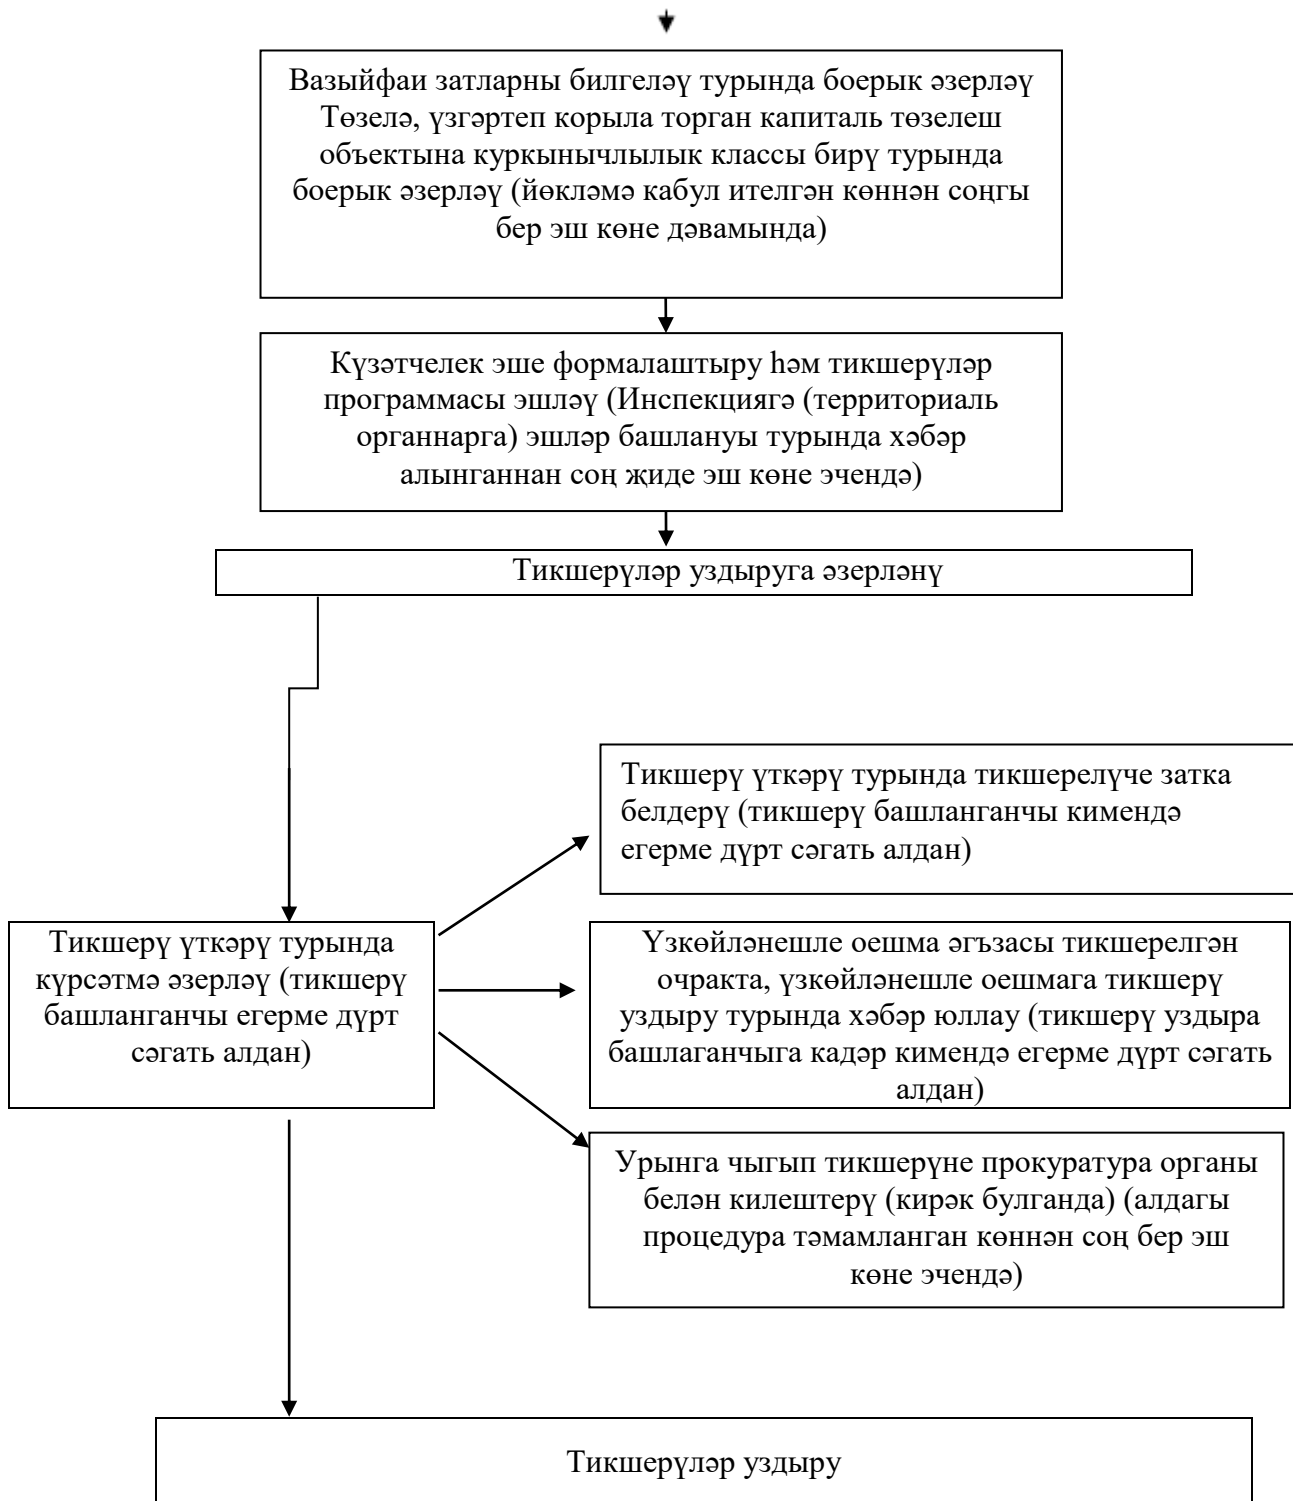 Вазыйфаи затларны билгеләү турында боерык әзерләү
Төзелә, үзгәртеп корыла торган капиталь төзелеш
объектына куркынычлылык классы бирү турында
боерык әзерләү (йөкләмә кабул ителгән көннән соңгы
бер эш көне дәвамында)
Күзәтчелек эше формалаштыру һәм тикшерүләр
программасы эшләү (Инспекциягә (территориаль
органнарга) эшләр башлануы турында хәбәр
алынганнан соң җиде эш көне эчендә)
Тикшерүләр уздыруга әзерләнү
Тикшерү үткәрү турында тикшерелүче затка
белдерү (тикшерү башланганчы кимендә
егерме дүрт сәгать алдан)
Тикшерү үткәрү турында
күрсәтмә әзерләү (тикшерү
башланганчы егерме дүрт
сәгать алдан)
Үзкөйләнешле оешма әгъзасы тикшерелгән
очракта, үзкөйләнешле оешмага тикшерү
уздыру турында хәбәр юллау (тикшерү уздыра
башлаганчыга кадәр кимендә егерме дүрт сәгать
алдан)
Урынга чыгып тикшерүне прокуратура органы
белән килештерү (кирәк булганда) (алдагы
процедура тәмамланган көннән соң бер эш
көне эчендә)
Тикшерүләр уздыру